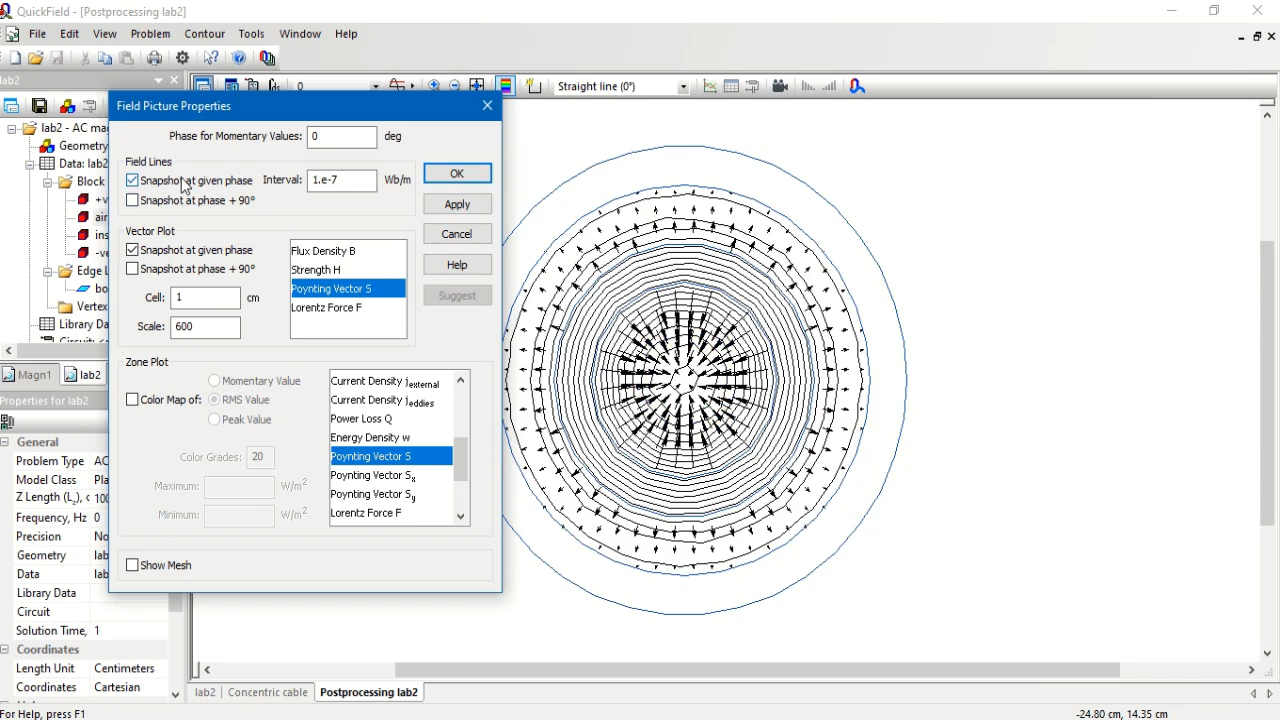 QuickField - [Postprocessing lab2]
File Edit View Problem Contour Tools Window Help
lab2
0
Straight line (0°)
Field Picture Properties
Phase for Momentary Values: 0 deg
Field Lines
Snapshot at given phase Interval: 1.e-7 Wb/m
Snapshot at phase + 90°
Vector Plot
Snapshot at given phase
Snapshot at phase + 90°
Cell: 1 cm
Scale: 600
Flux Density B
Strength H
Poynting Vector S
Lorentz Force F
OK
Apply
Cancel
Help
Suggest
Zone Plot
Color Map of:
Momentary Value
RMS Value
Peak Value
Color Grades: 20
Maximum: W/m²
Minimum: W/m²
Current Density jexternal
Current Density jeddies
Power Loss Q
Energy Density w
Poynting Vector S
Poynting Vector Sx
Poynting Vector Sy
Lorentz Force F
Show Mesh
lab2 - AC mag
Geometry
Data: lab2
Block
+v
air
ins
-ve
Edge L
bo
Vertex
Library Da
Magn1 lab2
Properties for lab2
General
Problem Type AC
Model Class Pla
Z Length (Lz), c 100
Frequency, Hz 0
Precision No
Geometry lab
Data lab
Library Data
Circuit
Solution Time, 1
Coordinates
Length Unit Centimeters
Coordinates Cartesian
lab2 Concentric cable Postprocessing lab2
For Help, press F1
-24.80 cm, 14.35 cm